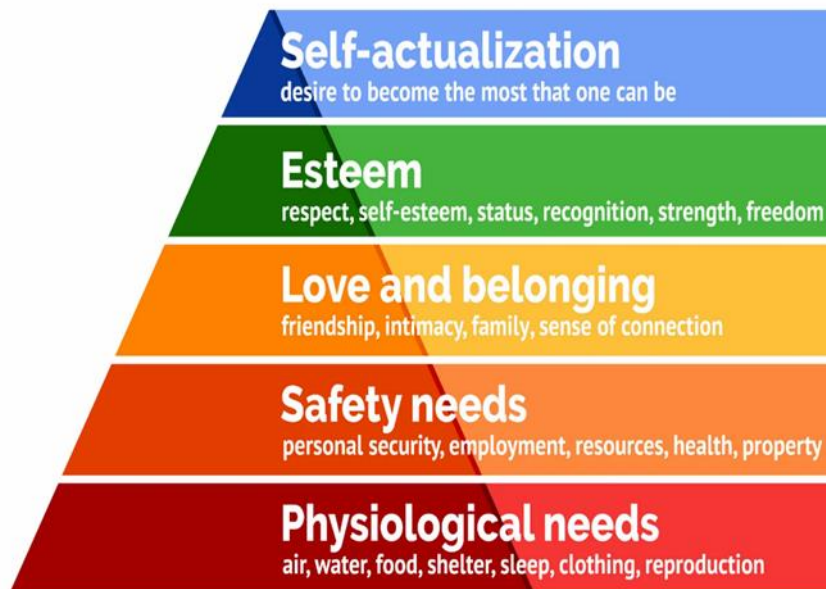 Self-actualization
desire to become the most that one can be
Esteem
respect, self-esteem, status, recognition, strength, freedom
Love and belonging
friendship, intimacy, family, sense of connection
Safety needs
personal security, employment, resources, health, property
Physiological needs
air, water, food, shelter, sleep, clothing, reproduction